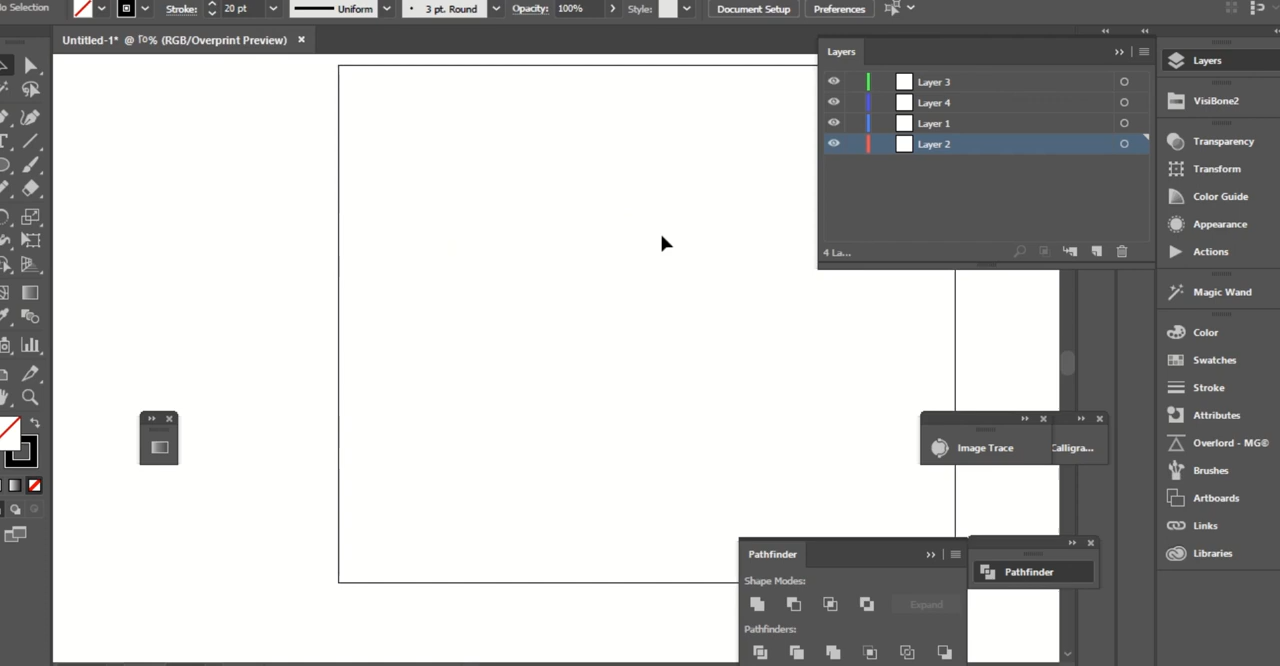 No Selection Stroke: 20 pt Uniform 3 pt. Round Opacity: 100% Style: Document Setup Preferences
Untitled-1* @ ٢٥% (RGB/Overprint Preview)
Layers
Layer 3
Layer 4
Layer 1
Layer 2
4 La...
Layers
VisiBone2
Transparency
Transform
Color Guide
Appearance
Actions
Magic Wand
Color
Swatches
Stroke
Attributes
Overlord - MG®
Brushes
Artboards
Links
Libraries
Image Trace
Calligra...
Pathfinder
Shape Modes:
Expand
Pathfinders:
Pathfinder